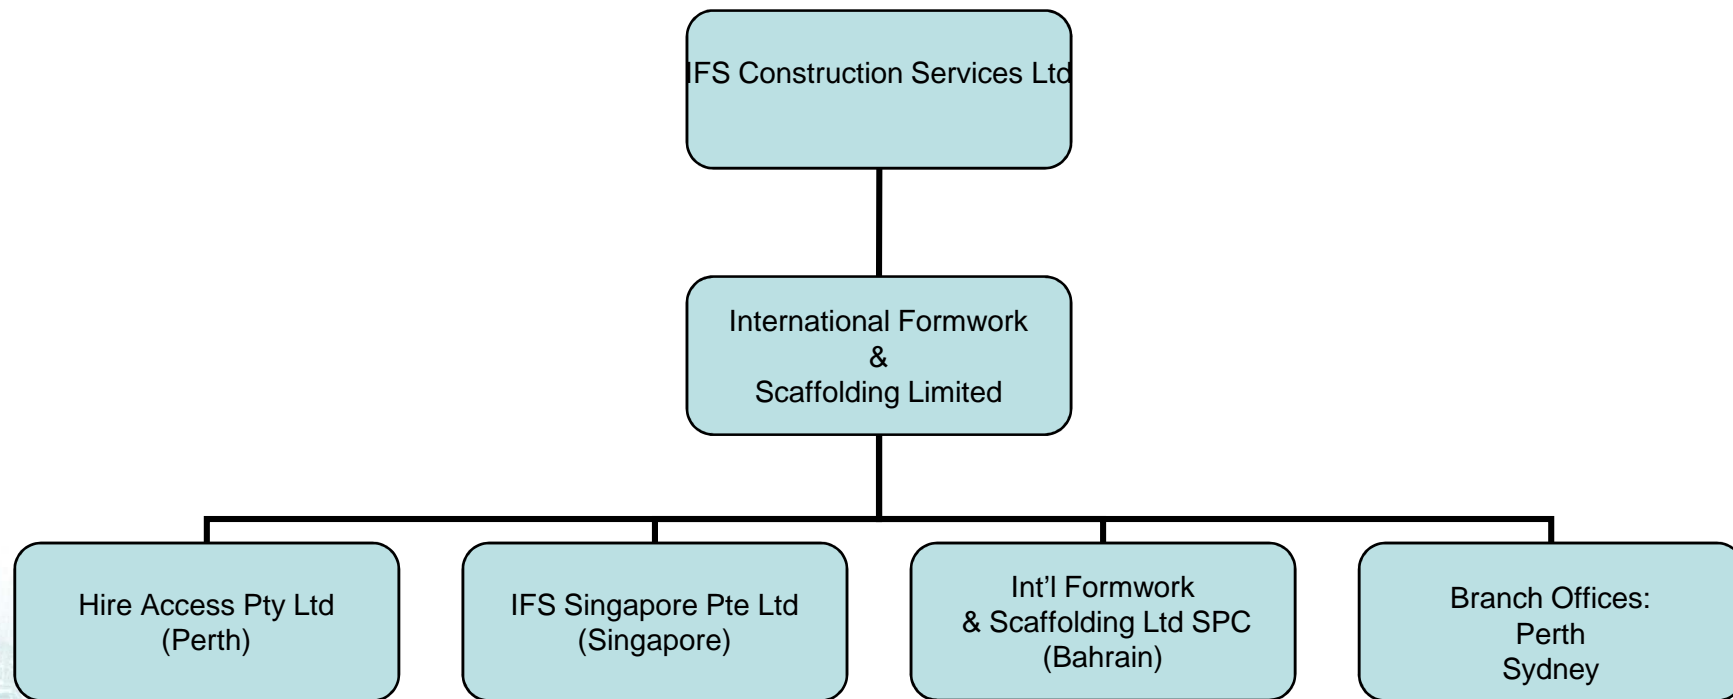 IFS Construction Services Ltd
International Formwork
&
Scaffolding Limited
Hire Access Pty Ltd
(Perth)
IFS Singapore Pte Ltd
(Singapore)
Int’l Formwork
& Scaffolding Ltd SPC
(Bahrain)
Branch Offices:
Perth
Sydney